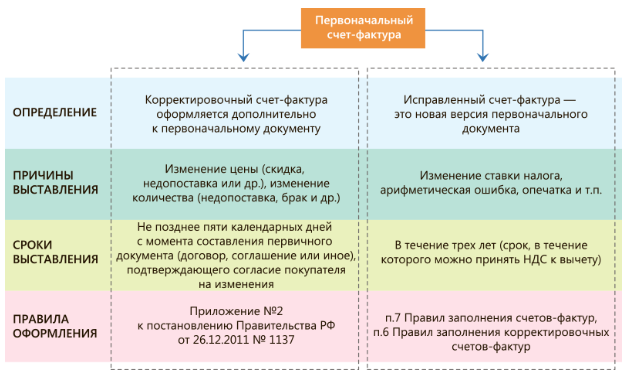 Первоначальный
счет-фактура
ОПРЕДЕЛЕНИЕ
Корректировочный счет-фактура
оформляется дополнительно
к первоначальному документу
Исправленный счет-фактура —
это новая версия первоначального
документа
ПРИЧИНЫ
ВЫСТАВЛЕНИЯ
Изменение цены (скидка,
недопоставка или др.), изменение
количества (недопоставка, брак и др.)
Изменение ставки налога,
арифметическая ошибка, опечатка и т.п.
СРОКИ
ВЫСТАВЛЕНИЯ
Не позднее пяти календарных дней
с момента составления первичного
документа (договор, соглашение или иное),
подтверждающего согласие покупателя
на изменения
В течение трех лет (срок, в течение
которого можно принять НДС к вычету)
ПРАВИЛА
ОФОРМЛЕНИЯ
Приложение №2
к постановлению Правительства РФ
от 26.12.2011 № 1137
п.7 Правил заполнения счетов-фактур,
п.6 Правил заполнения корректировочных
счетов-фактур